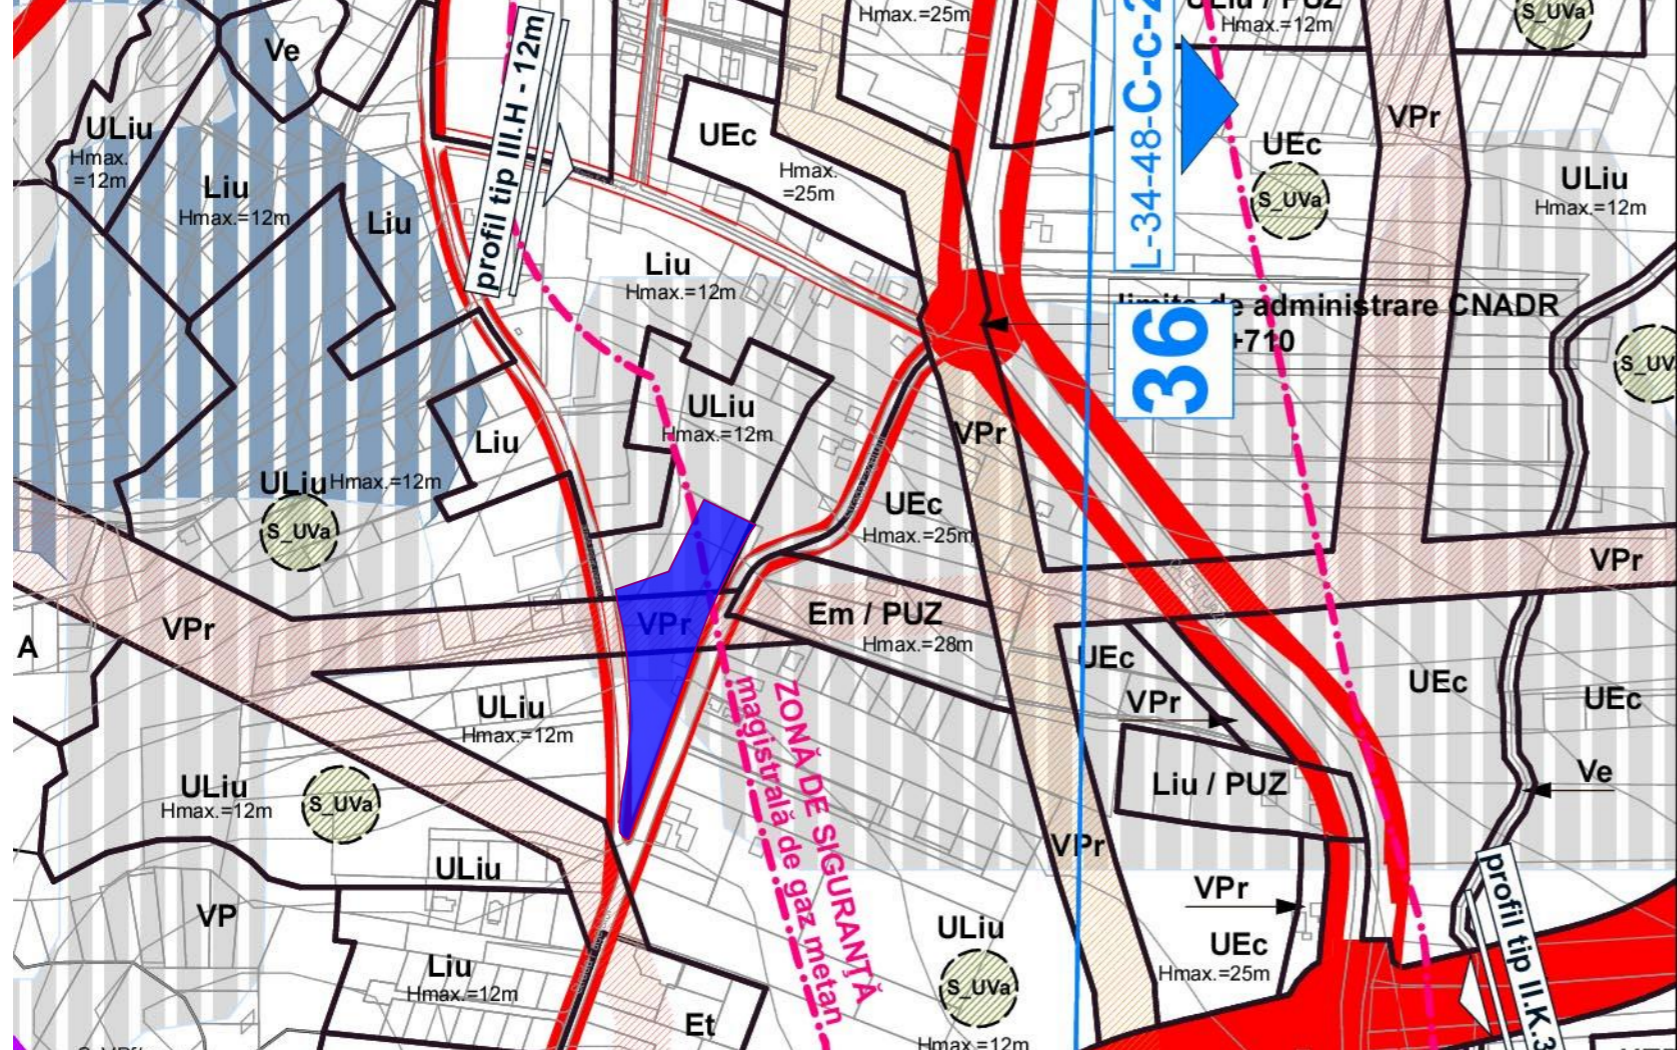 Hmax.=25m
ULiu / PUZ
Hmax.=12m
S_UVa
Ve
profil tip III.H - 12m
L-34-48-C-c-2
36
ULiu
Hmax.
=12m
UEc
VPr
UEc
S_UVa
Liu
Hmax.=12m
Liu
Hmax.
=25m
ULiu
Hmax.=12m
Liu
Hmax.=12m
limita de administrare CNADR
+710
S_UV
ULiu
Hmax.=12m
VPr
Liu
ULiu Hmax.=12m
S_UVa
UEc
Hmax.=25m
VPr
VPr
VPr
A
Em / PUZ
Hmax.=28m
UEc
VPr
UEc
UEc
ULiu
Hmax.=12m
ZONĂ DE SIGURANȚĂ
magistrală de gaz metan
ULiu
Hmax.=12m
S_UVa
Liu / PUZ
Ve
VPr
ULiu
VPr
VP
UEc
Hmax.=25m
ULiu
S_UVa
Hmax.=12m
Liu
Hmax.=12m
Et
profil tip II.K.3